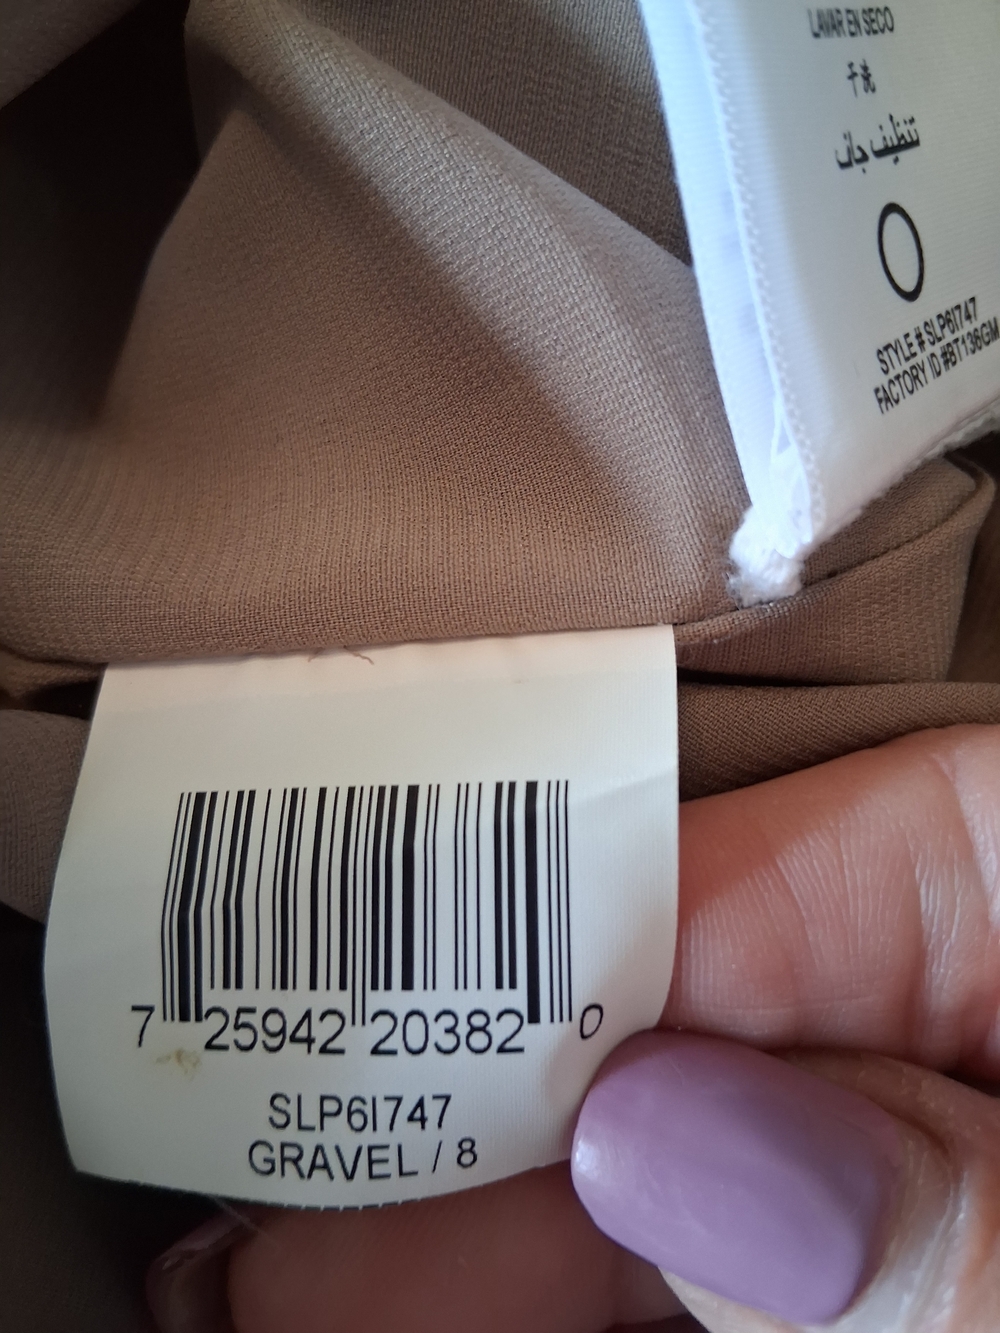 LAVAR EN SECO
干洗
تنظيف جاف
STYLE # SLP6I747
FACTORY ID #BT136GM
7 25942 20382 0
SLP6I747
GRAVEL / 8